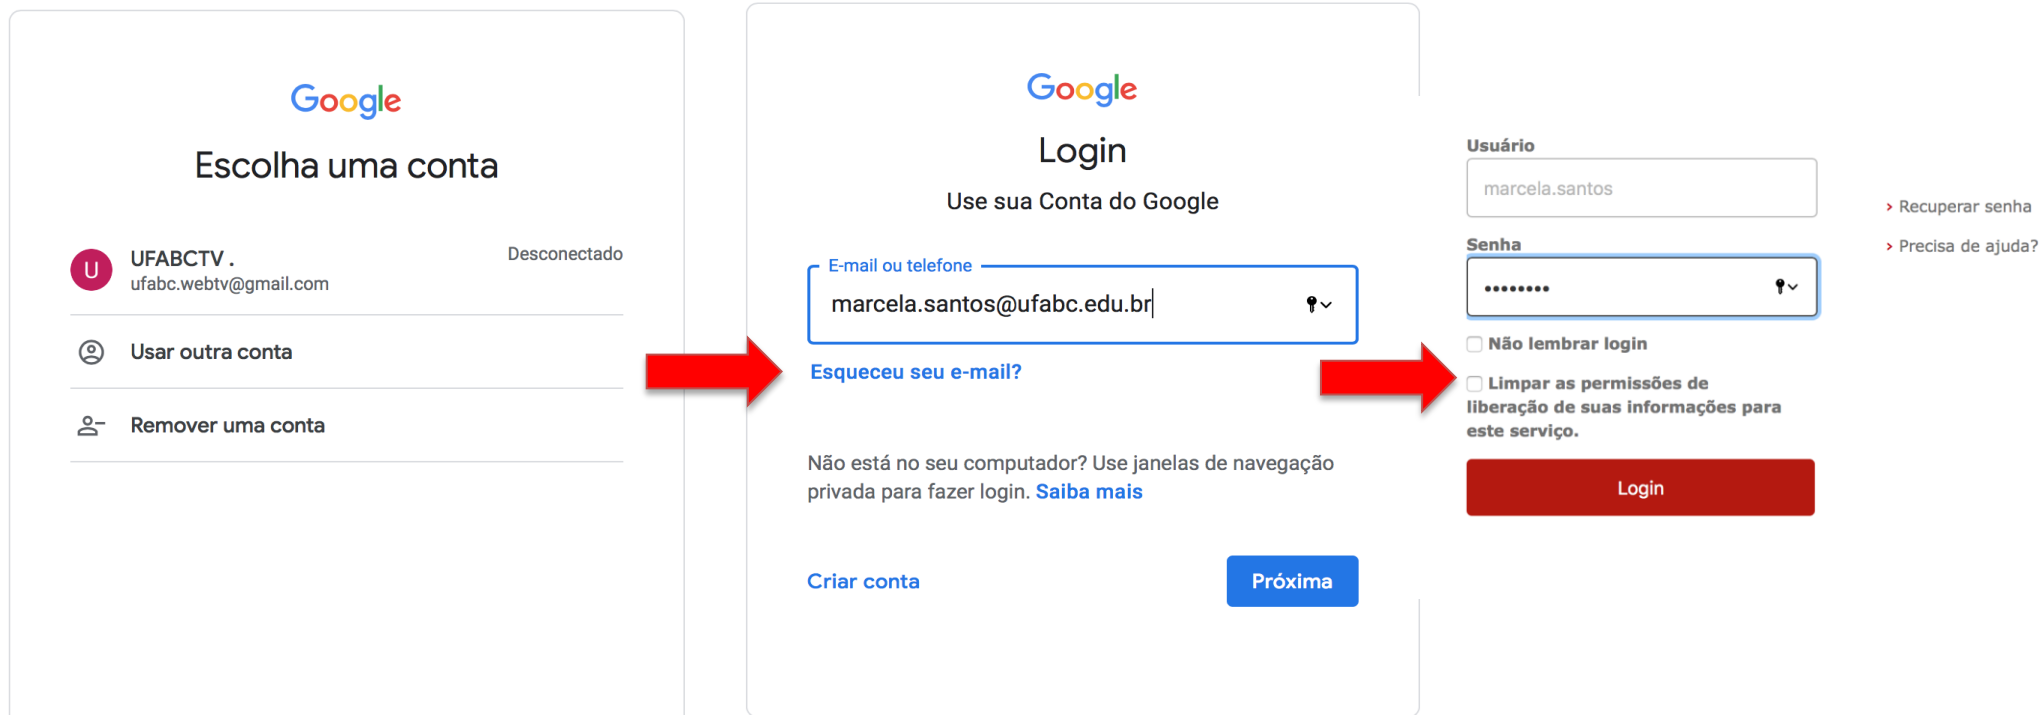 Google
Escolha uma conta
U
UFABCTV .
Desconectado
ufabc.webtv@gmail.com
Usar outra conta
Remover uma conta
Google
Login
Use sua Conta do Google
E-mail ou telefone
marcela.santos@ufabc.edu.br
Esqueceu seu e-mail?
Não está no seu computador? Use janelas de navegação
privada para fazer login. Saiba mais
Criar conta
Próxima
Usuário
marcela.santos
Senha
••••••••
Não lembrar login
Limpar as permissões de
liberação de suas informações para
este serviço.
Login
› Recuperar senha
› Precisa de ajuda?